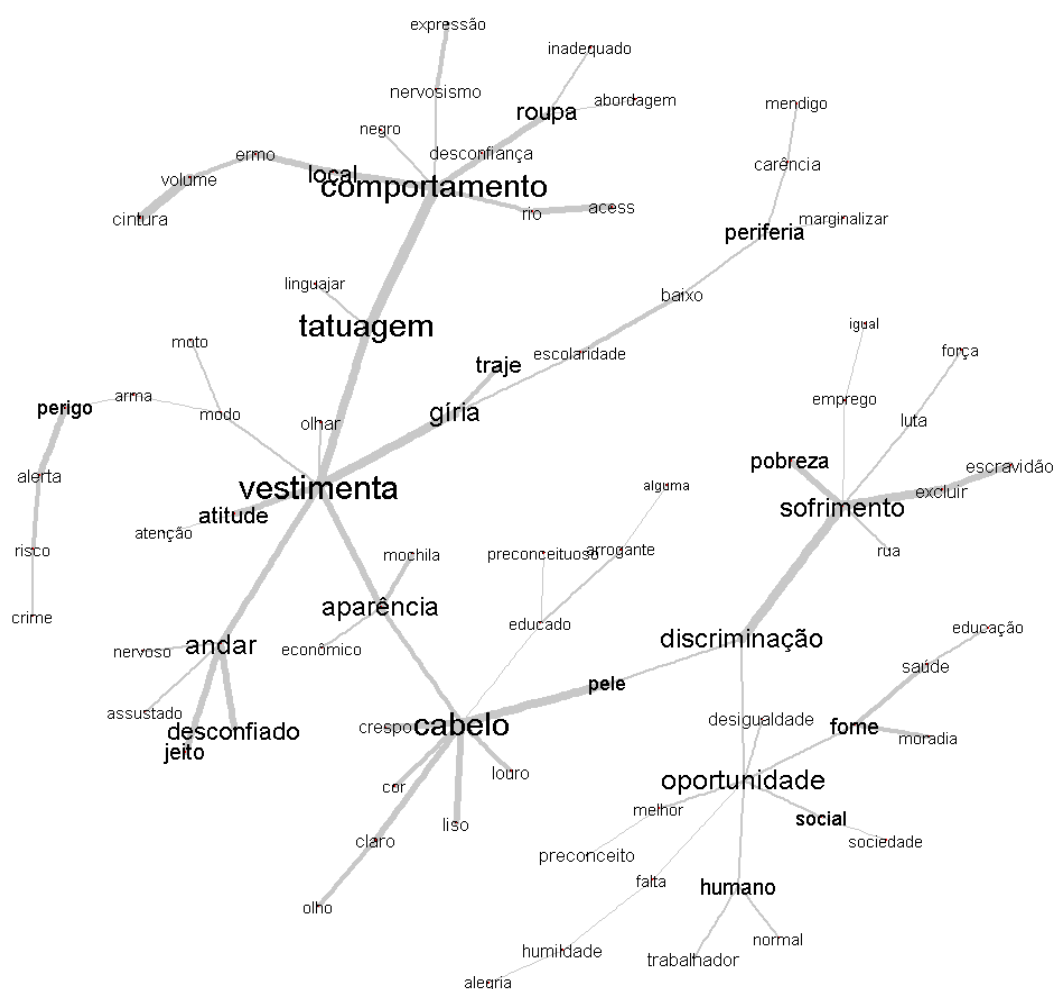 expressão
inadequado
nervosismo
abordagem
mendigo
roupa
negro
desconfiança
ermo
carência
local
volume
comportamento
acess
rio
cintura
marginalizar
periferia
linguajar
baixo
tatuagem
igual
moto
força
escolaridade
traje
arma
emprego
perigo
modo
gíria
olhar
luta
pobreza
escravidão
alerta
vestimenta
alguma
excluir
sofrimento
atitude
atenção
risco
mochila
preconceituoso
arrogante
rua
aparência
crime
educado
educação
discriminação
andar
nervoso
econômico
saúde
pele
assustado
desigualdade
cabelo
crespo
fome
desconfiado
moradia
jeito
louro
oportunidade
cor
melhor
social
liso
claro
sociedade
preconceito
falta
humano
olho
normal
humildade
trabalhador
alegria